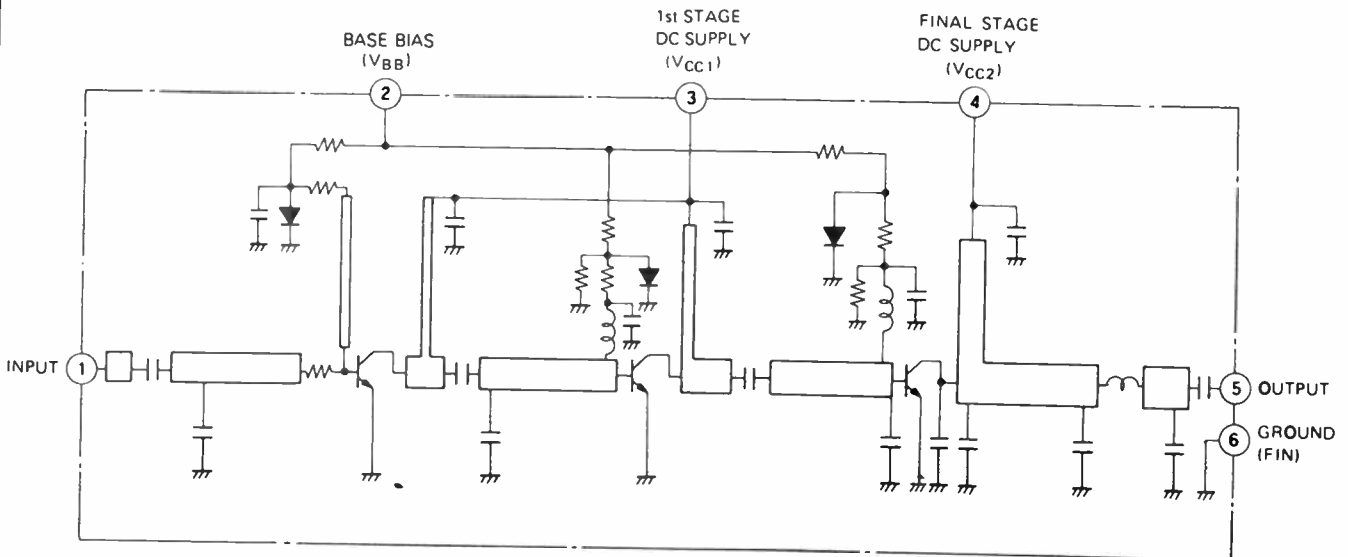 1st STAGE
DC SUPPLY
(VCC1)
FINAL STAGE
DC SUPPLY
(VCC2)
BASE BIAS
(VBB)
2
3
4
INPUT 1
5 OUTPUT
6 GROUND
(FIN)